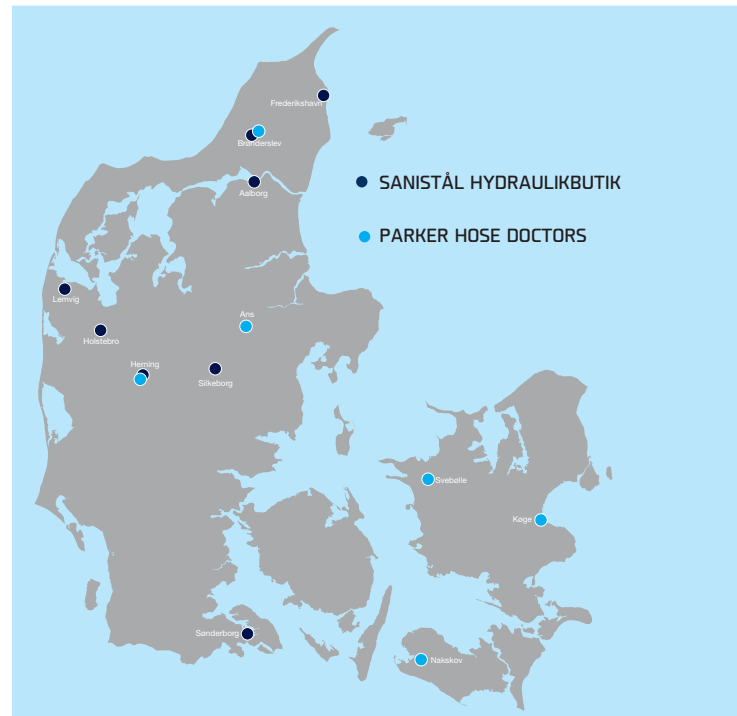 Frederikshavn
Brønderslev
Aalborg
SANISTÅL HYDRAULIKBUTIK
PARKER HOSE DOCTORS
Lemvig
Holstebro
Ans
Herning
Silkeborg
Svebølle
Køge
Sønderborg
Nakskov